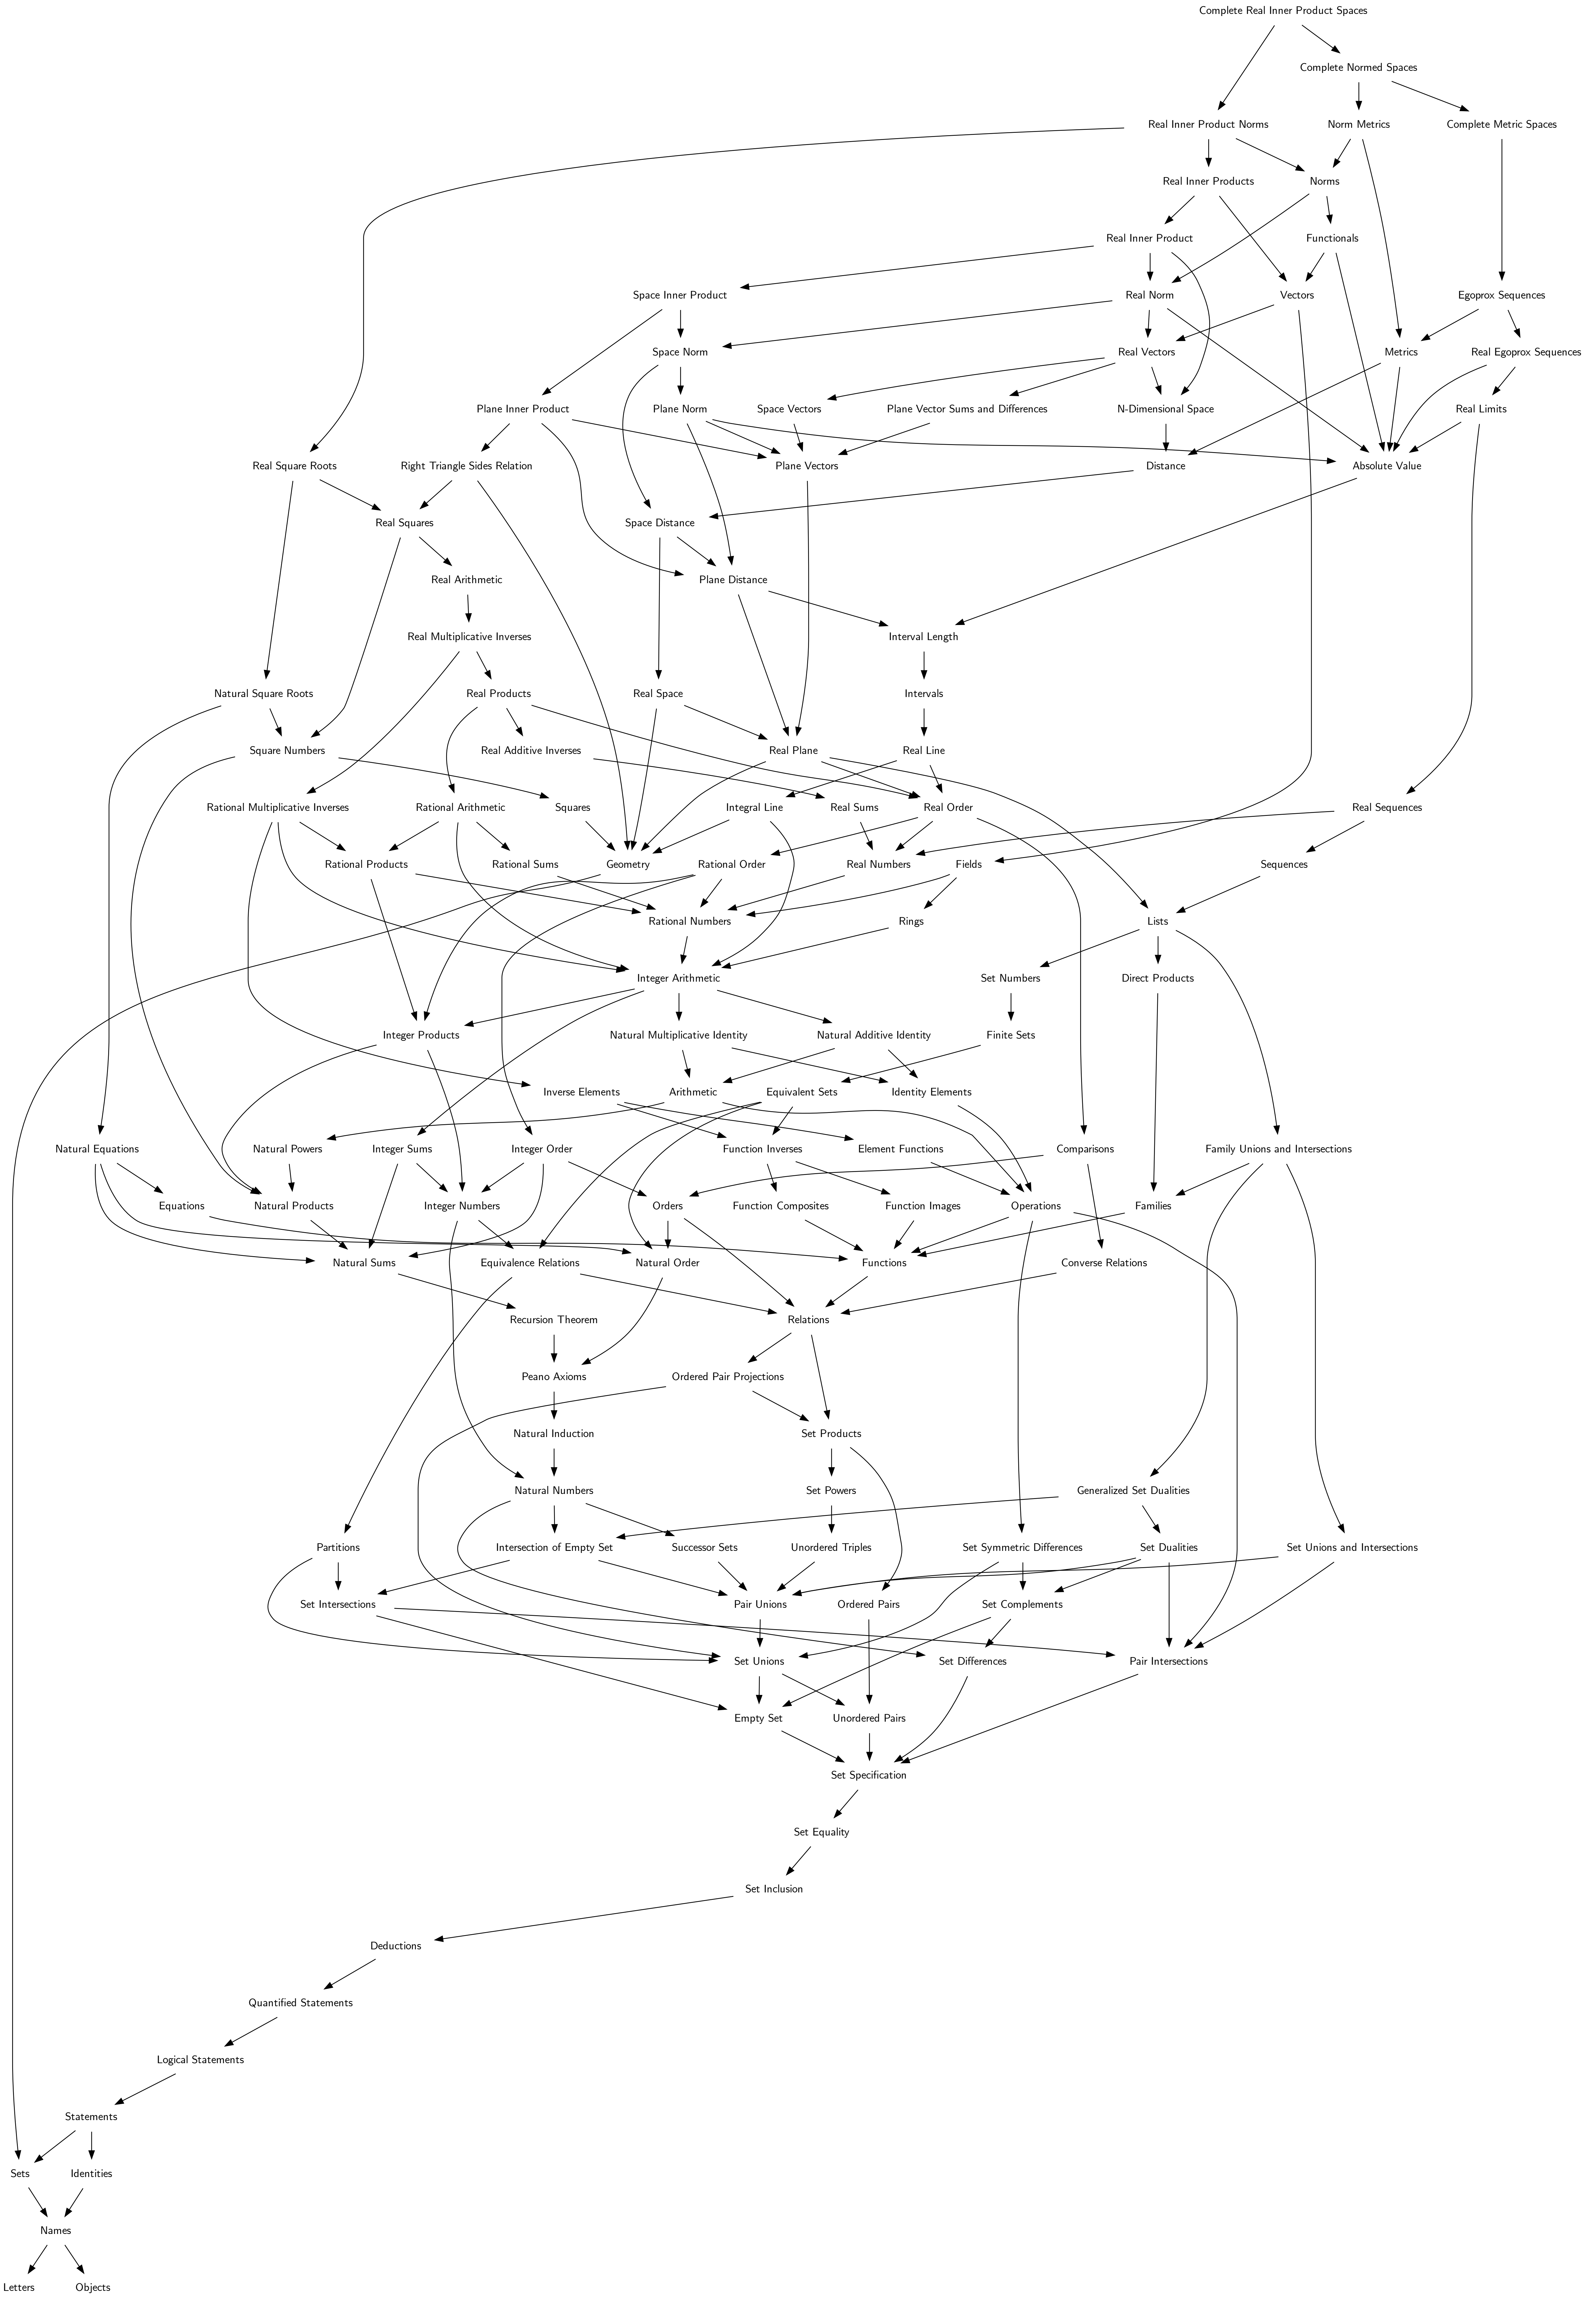 Complete Real Inner Product Spaces
Complete Normed Spaces
Real Inner Product Norms
Norm Metrics
Complete Metric Spaces
Real Inner Products
Norms
Real Inner Product
Functionals
Space Inner Product
Real Norm
Vectors
Egoprox Sequences
Space Norm
Real Vectors
Metrics
Real Egoprox Sequences
Plane Inner Product
Plane Norm
Space Vectors
Plane Vector Sums and Differences
N-Dimensional Space
Real Limits
Real Square Roots
Right Triangle Sides Relation
Plane Vectors
Distance
Absolute Value
Real Squares
Space Distance
Real Arithmetic
Plane Distance
Real Multiplicative Inverses
Interval Length
Natural Square Roots
Real Products
Real Space
Intervals
Square Numbers
Real Additive Inverses
Real Plane
Real Line
Rational Multiplicative Inverses
Rational Arithmetic
Squares
Integral Line
Real Sums
Real Order
Real Sequences
Rational Products
Rational Sums
Geometry
Rational Order
Real Numbers
Fields
Sequences
Rational Numbers
Rings
Lists
Integer Arithmetic
Set Numbers
Direct Products
Integer Products
Natural Multiplicative Identity
Natural Additive Identity
Finite Sets
Inverse Elements
Arithmetic
Equivalent Sets
Identity Elements
Natural Equations
Natural Powers
Integer Sums
Integer Order
Function Inverses
Element Functions
Comparisons
Family Unions and Intersections
Equations
Natural Products
Integer Numbers
Orders
Function Composites
Function Images
Operations
Families
Natural Sums
Equivalence Relations
Natural Order
Functions
Converse Relations
Recursion Theorem
Relations
Peano Axioms
Ordered Pair Projections
Natural Induction
Set Products
Natural Numbers
Set Powers
Generalized Set Dualities
Partitions
Intersection of Empty Set
Successor Sets
Unordered Triples
Set Symmetric Differences
Set Dualities
Set Unions and Intersections
Set Intersections
Pair Unions
Ordered Pairs
Set Complements
Set Unions
Set Differences
Pair Intersections
Empty Set
Unordered Pairs
Set Specification
Set Equality
Set Inclusion
Deductions
Quantified Statements
Logical Statements
Statements
Sets
Identities
Names
Letters
Objects